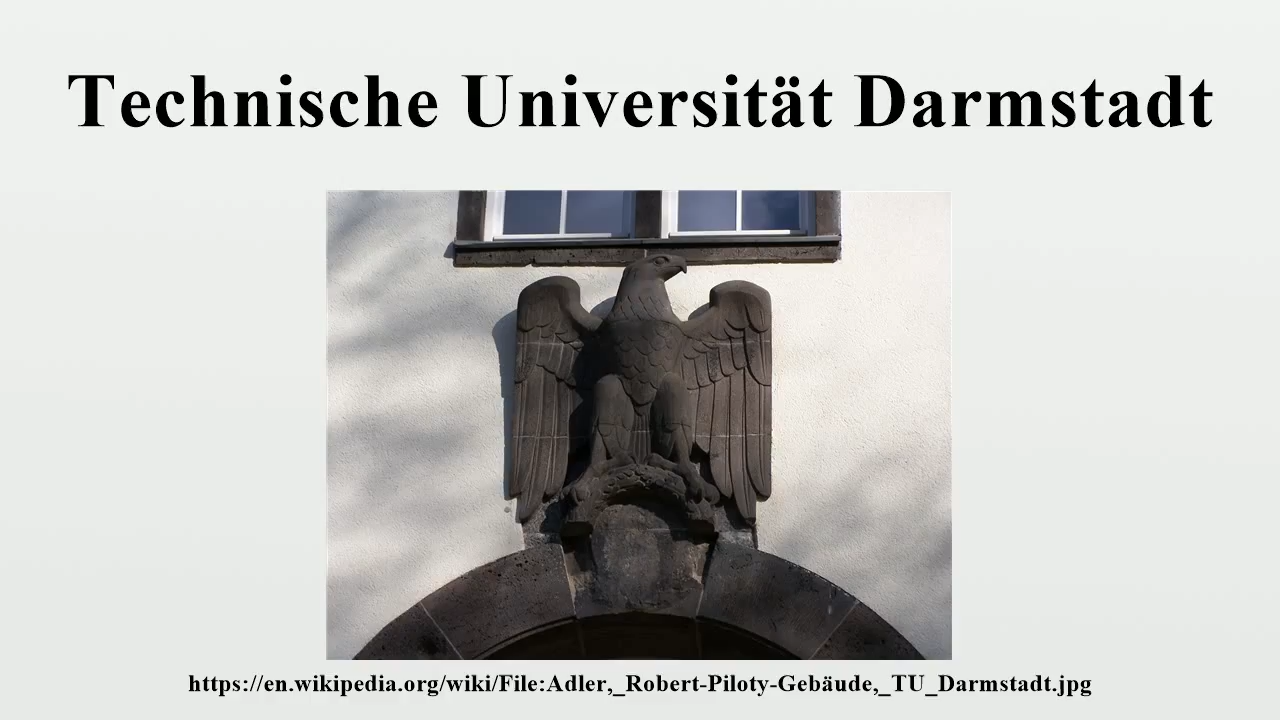 Technische Universität Darmstadt
https://en.wikipedia.org/wiki/File:Adler,_Robert-Piloty-Gebäude,_TU_Darmstadt.jpg